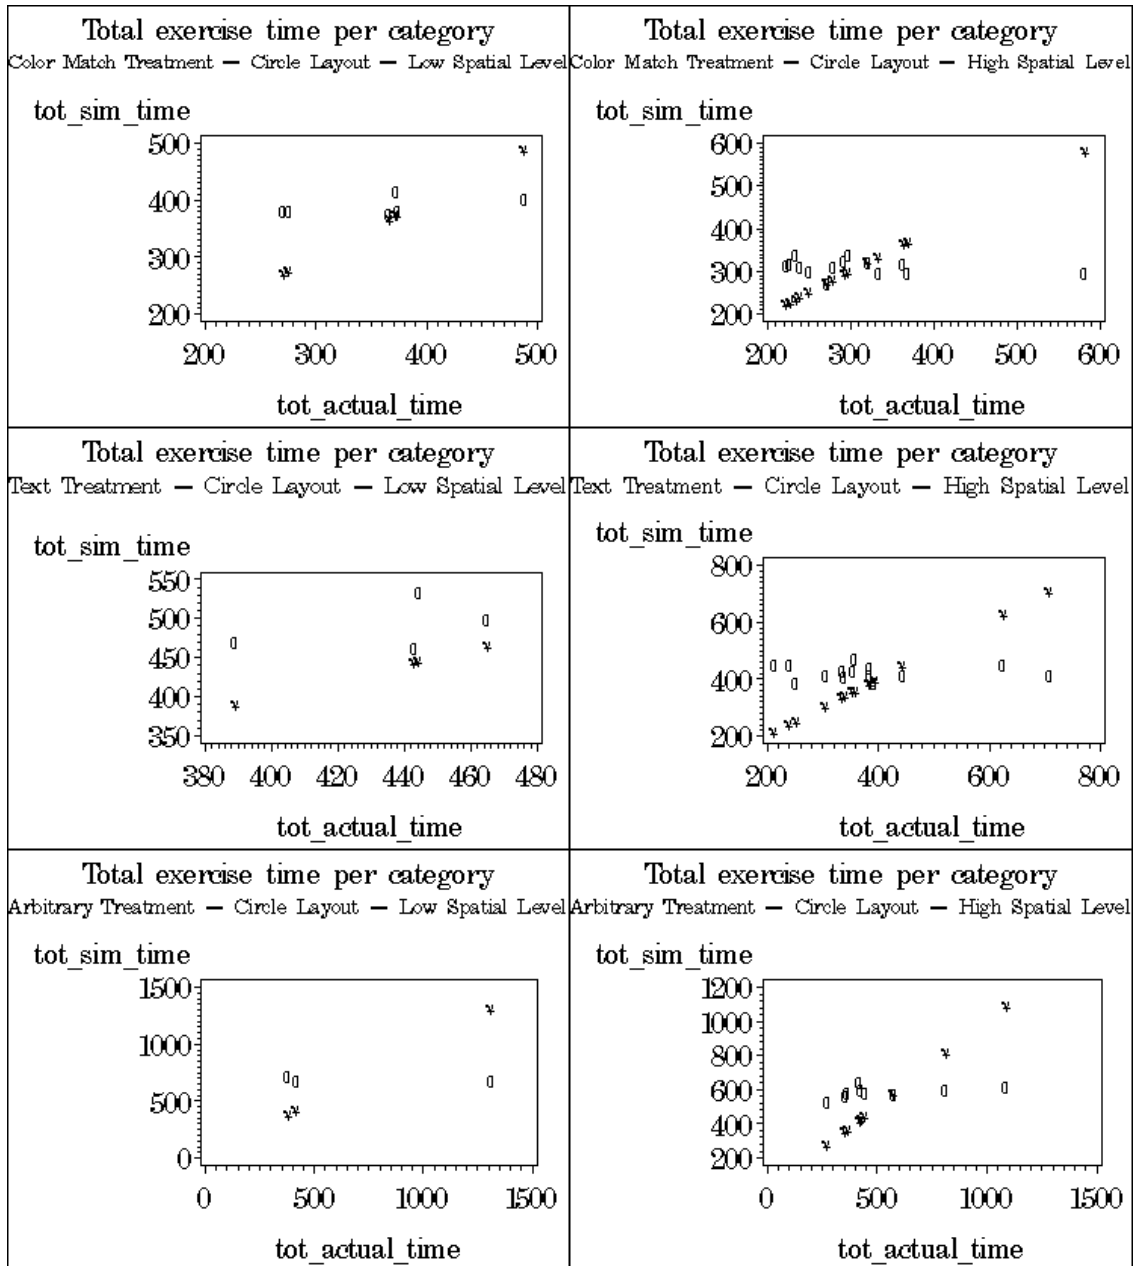 Total exercise time per category
Color Match Treatment – Circle Layout – Low Spatial Level
tot_sim_time
500
400
300
200
200 300 400 500
tot_actual_time
Total exercise time per category
Color Match Treatment – Circle Layout – High Spatial Level
tot_sim_time
600
500
400
300
200
200 300 400 500 600
tot_actual_time
Total exercise time per category
Text Treatment – Circle Layout – Low Spatial Level
tot_sim_time
550
500
450
400
350
380 400 420 440 460 480
tot_actual_time
Total exercise time per category
Text Treatment – Circle Layout – High Spatial Level
tot_sim_time
800
600
400
200
200 400 600 800
tot_actual_time
Total exercise time per category
Arbitrary Treatment – Circle Layout – Low Spatial Level
tot_sim_time
1500
1000
500
0
0 500 1000 1500
tot_actual_time
Total exercise time per category
Arbitrary Treatment – Circle Layout – High Spatial Level
tot_sim_time
1200
1000
800
600
400
200
0 500 1000 1500
tot_actual_time